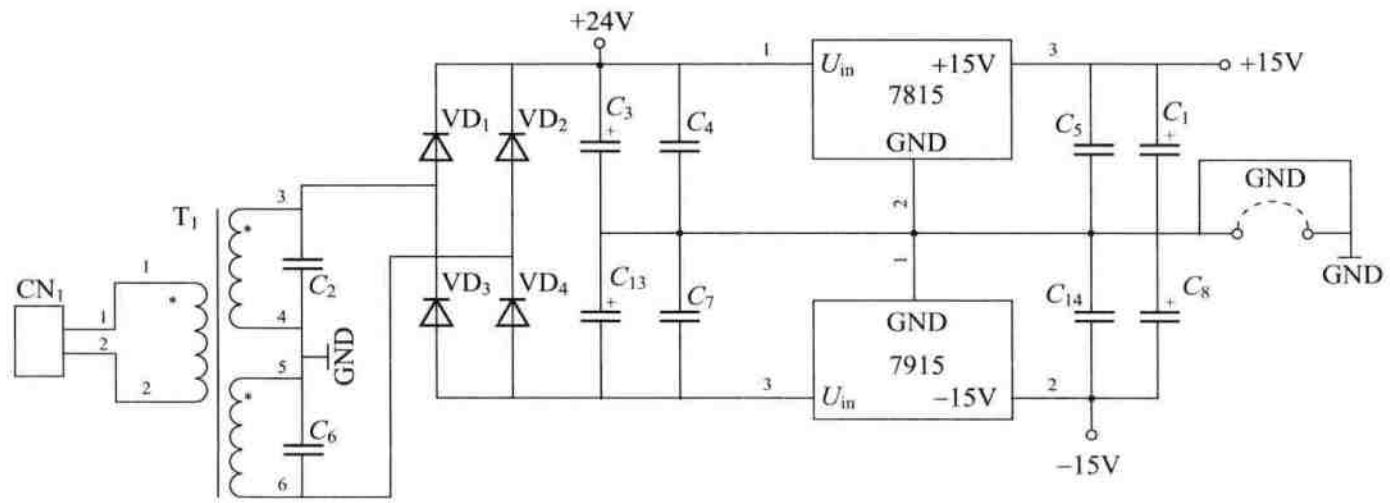 +24V
1
U_in
+15V
7815
GND
3
+15V
VD₁
VD₂
C₃
+
C₄
C₅
C₁
+
T₁
3
*
C₂
4
GND
5
*
C₆
6
CN₁
1
2
1
*
2
VD₃
VD₄
C₁₃
+
C₇
2
1
GND
7915
U_in
−15V
3
2
C₁₄
C₈
+
−15V
GND
GND